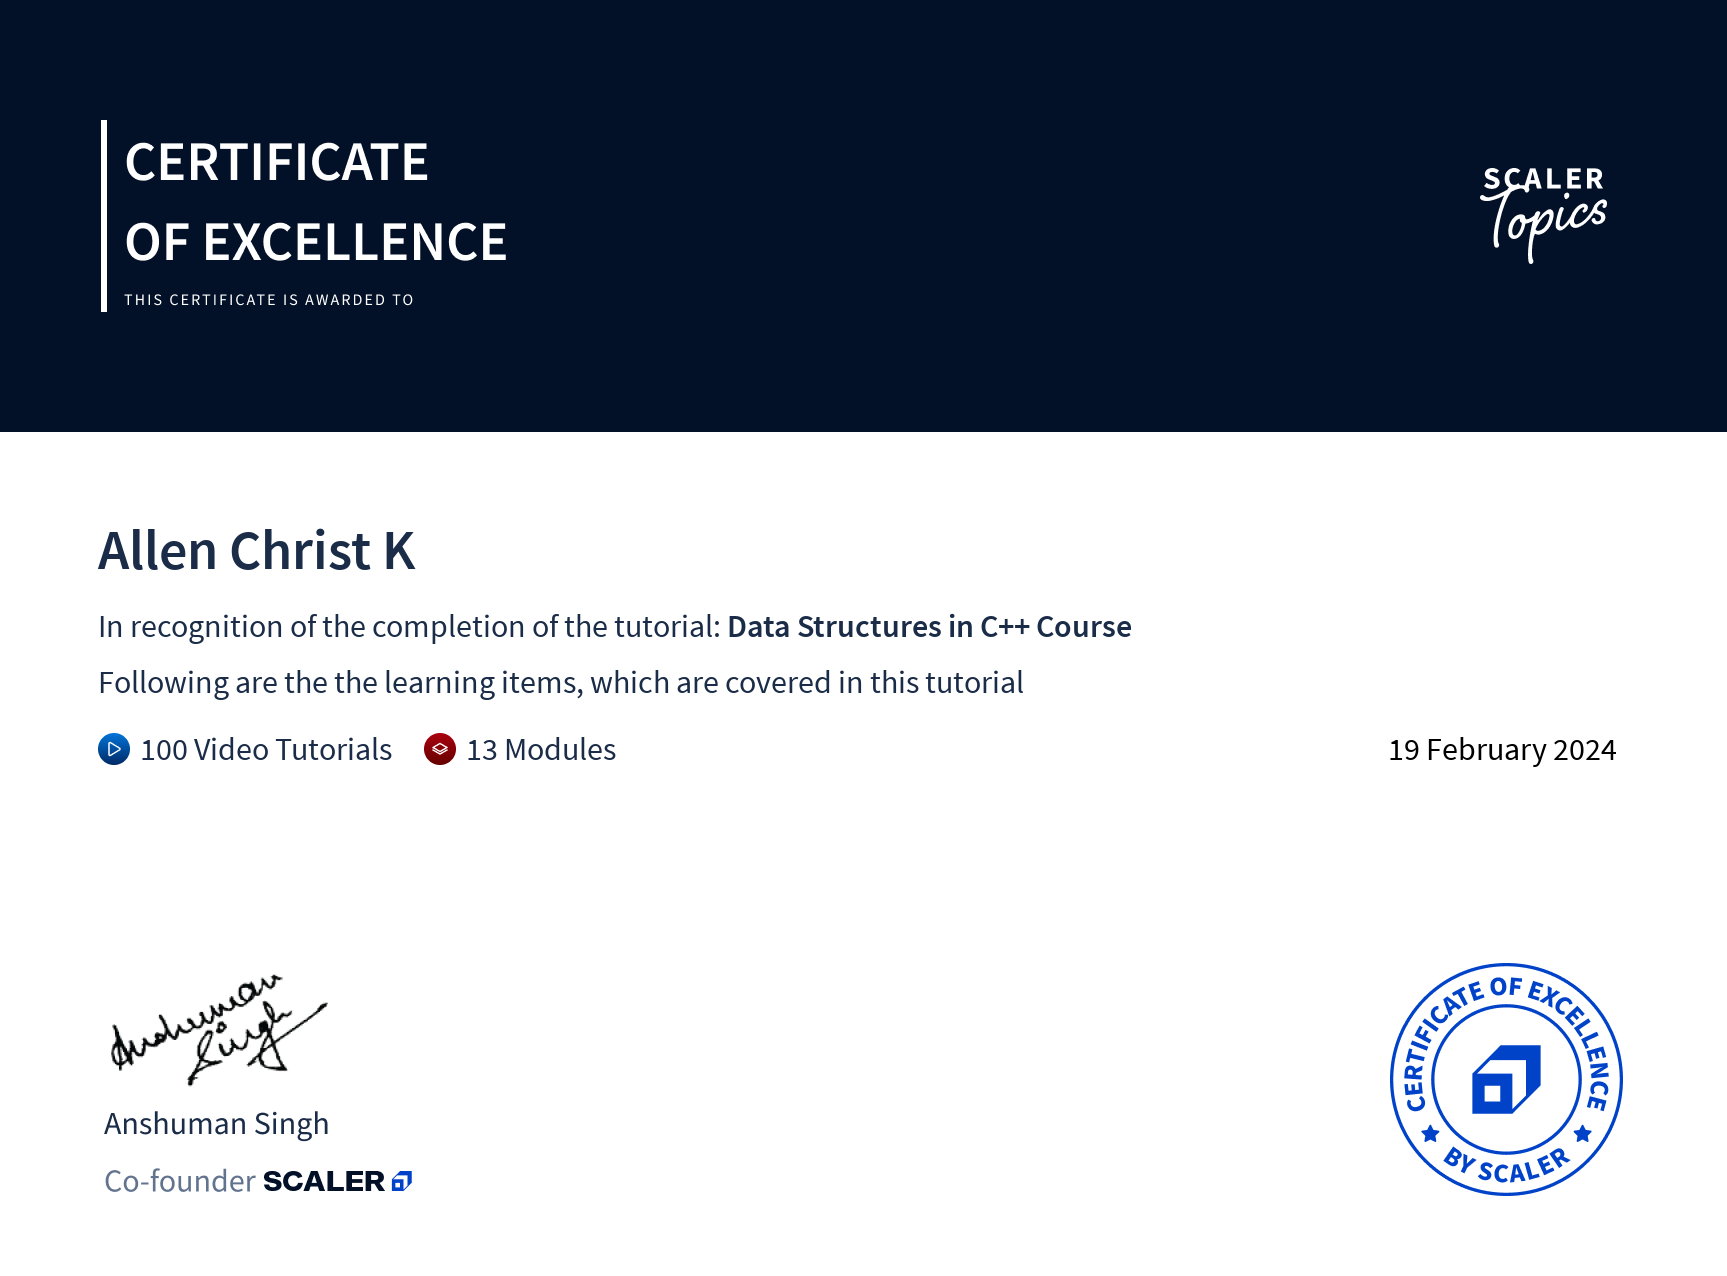 CERTIFICATE
OF EXCELLENCE
THIS CERTIFICATE IS AWARDED TO
SCALER
Topics
Allen Christ K
In recognition of the completion of the tutorial: Data Structures in C++ Course
Following are the the learning items, which are covered in this tutorial
100 Video Tutorials 13 Modules
19 February 2024
Anshuman
Singh
Anshuman Singh
Co-founder SCALER
CERTIFICATE OF EXCELLENCE
BY SCALER